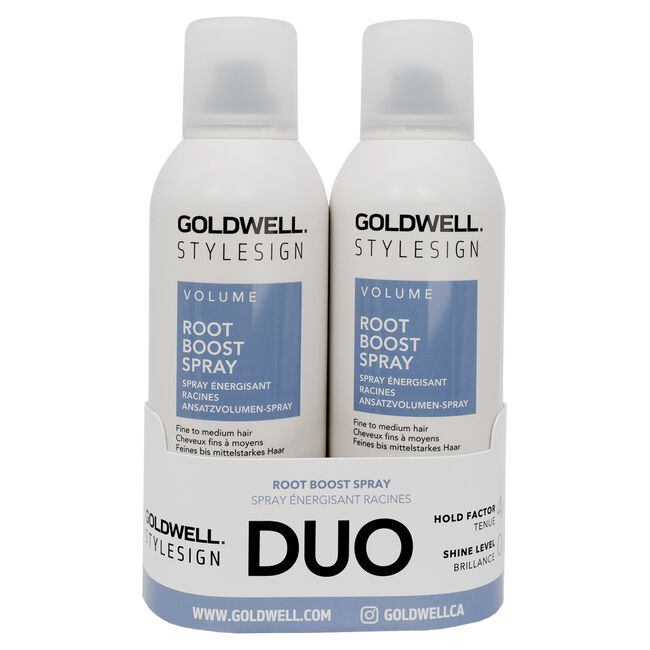 GOLDWELL.
STYLESIGN
VOLUME
ROOT
BOOST
SPRAY
SPRAY ÉNERGISANT
RACINES
ANSATZVOLUMEN-SPRAY
Fine to medium hair
Cheveux fins à moyens
Feines bis mittelstarkes Haar
GOLDWELL.
STYLESIGN
VOLUME
ROOT
BOOST
SPRAY
SPRAY ÉNERGISANT
RACINES
ANSATZVOLUMEN-SPRAY
Fine to medium hair
Cheveux fins à moyens
Feines bis mittelstarkes Haar
ROOT BOOST SPRAY
SPRAY ÉNERGISANT RACINES
GOLDWELL.
STYLESIGN
DUO
HOLD FACTOR 4
TENUE
SHINE LEVEL 0
BRILLANCE
WWW.GOLDWELL.COM
GOLDWELLCA